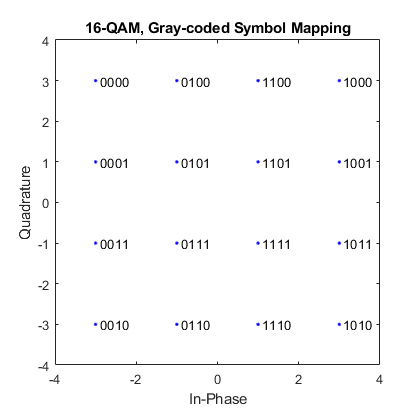 16-QAM, Gray-coded Symbol Mapping
4
3
0000 0100 1100 1000
2
1
0001 0101 1101 1001
0
-1
0011 0111 1111 1011
-2
-3
0010 0110 1110 1010
-4
-4 -2 0 2 4
In-Phase
Quadrature